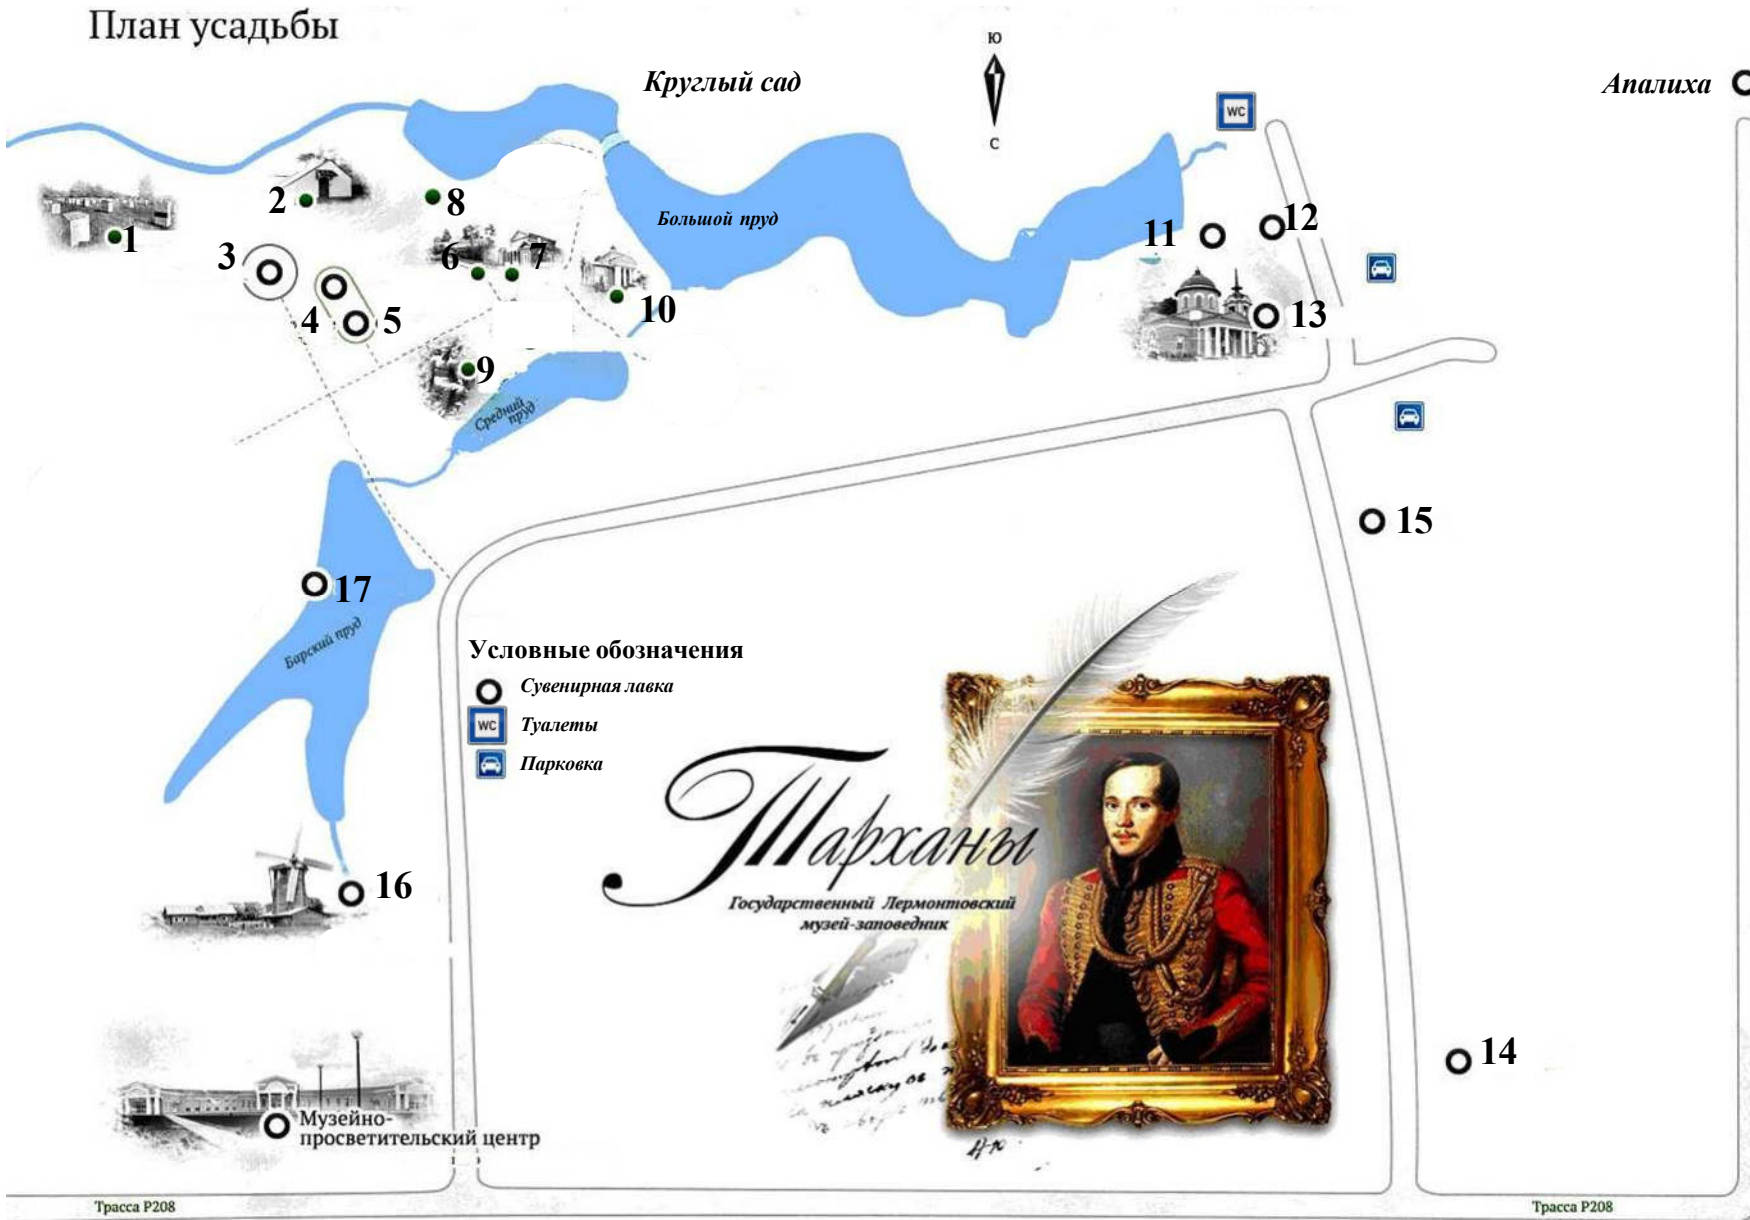 План усадьбы
Ю
С
Круглый сад
Апалиха
WC
1
2
8
3
6
7
4
5
10
9
Большой пруд
11
12
13
Средний
пруд
15
17
Барский пруд
Условные обозначения
Сувенирная лавка
WC
Туалеты
Парковка
16
Тарханы
Государственный Лермонтовский
музей-заповедник
14
Музейно-
просветительский центр
Трасса Р208
Трасса Р208